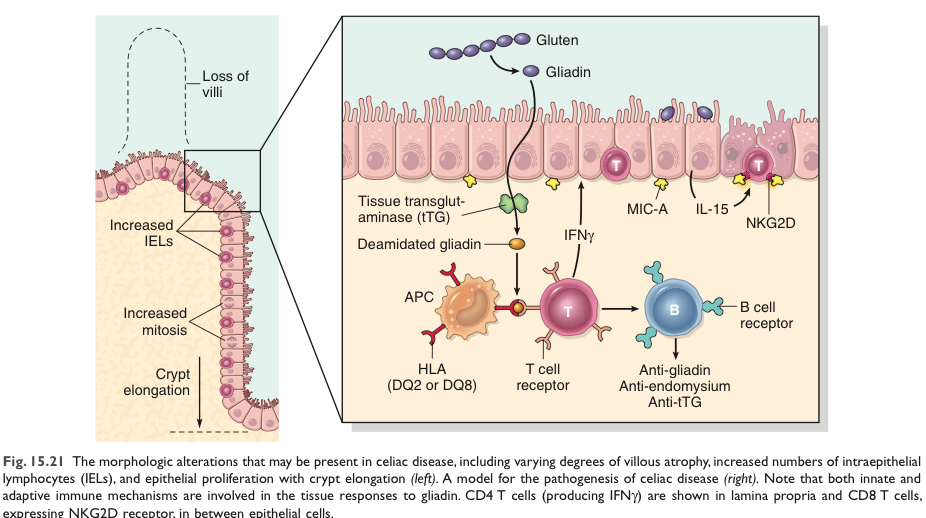 Loss of
villi
Increased
IELs
Increased
mitosis
Crypt
elongation
Gluten
Gliadin
T
T
Tissue transglut-
aminase (tTG)
MIC-A
IL-15
NKG2D
Deamidated gliadin
IFNγ
APC
T
B
B cell
receptor
HLA
(DQ2 or DQ8)
T cell
receptor
Anti-gliadin
Anti-endomysium
Anti-tTG
Fig. 15.21 The morphologic alterations that may be present in celiac disease, including varying degrees of villous atrophy, increased numbers of intraepithelial
lymphocytes (IELs), and epithelial proliferation with crypt elongation (left). A model for the pathogenesis of celiac disease (right). Note that both innate and
adaptive immune mechanisms are involved in the tissue responses to gliadin. CD4 T cells (producing IFNγ) are shown in lamina propria and CD8 T cells,
expressing NKG2D receptor, in between epithelial cells.